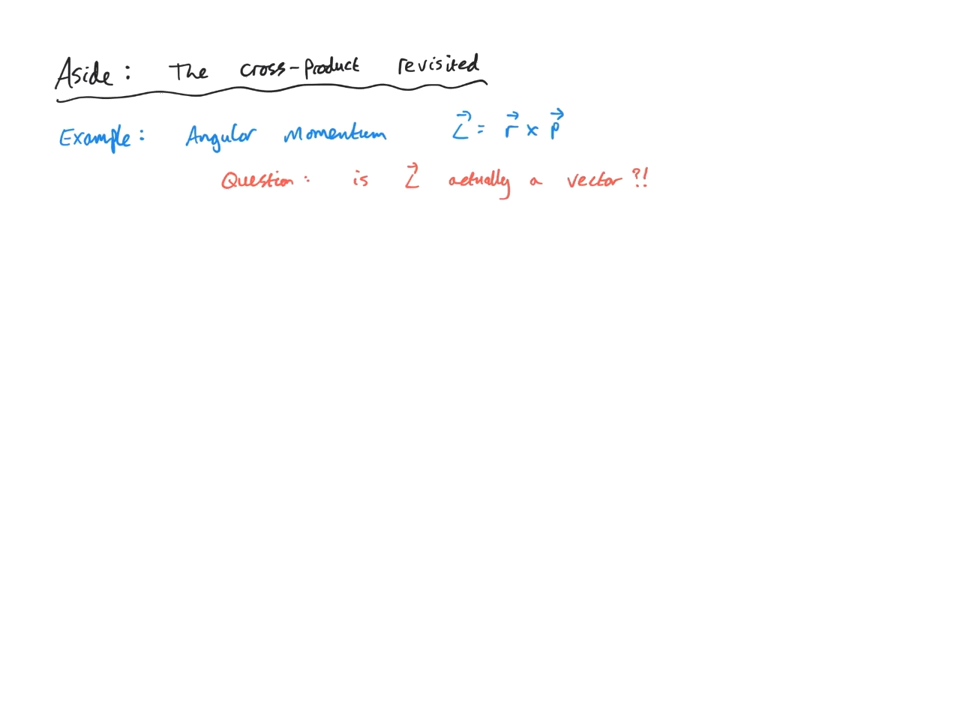 Aside: The cross-product revisited
Example: Angular Momentum L⃗ = r⃗ × p⃗
Question: is L⃗ actually a vector?!